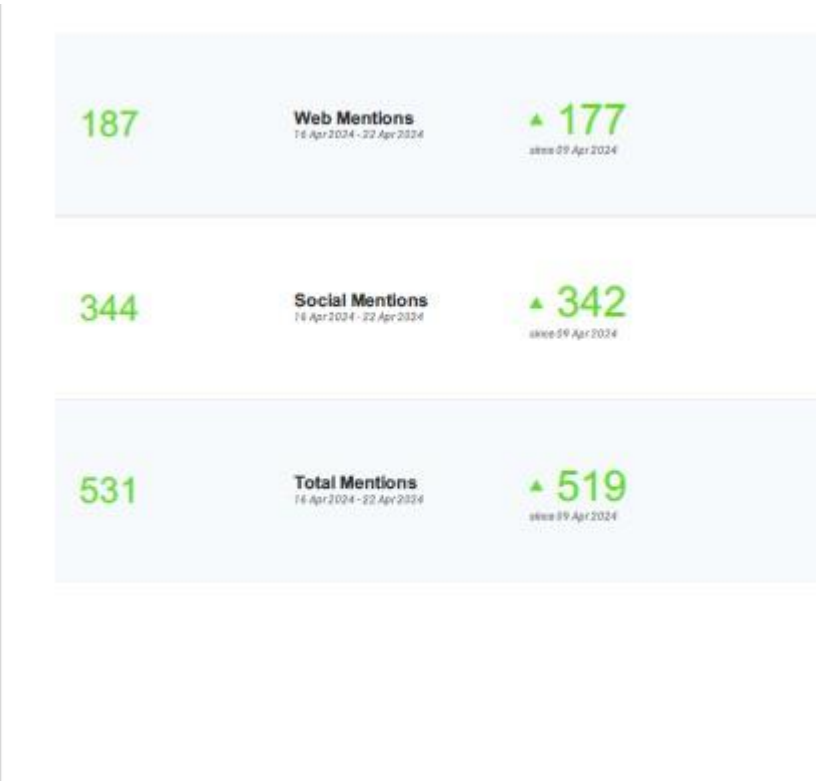 187
Web Mentions
16 Apr 2024 - 22 Apr 2024
▲ 177
since 09 Apr 2024
344
Social Mentions
16 Apr 2024 - 22 Apr 2024
▲ 342
since 09 Apr 2024
531
Total Mentions
16 Apr 2024 - 22 Apr 2024
▲ 519
since 09 Apr 2024